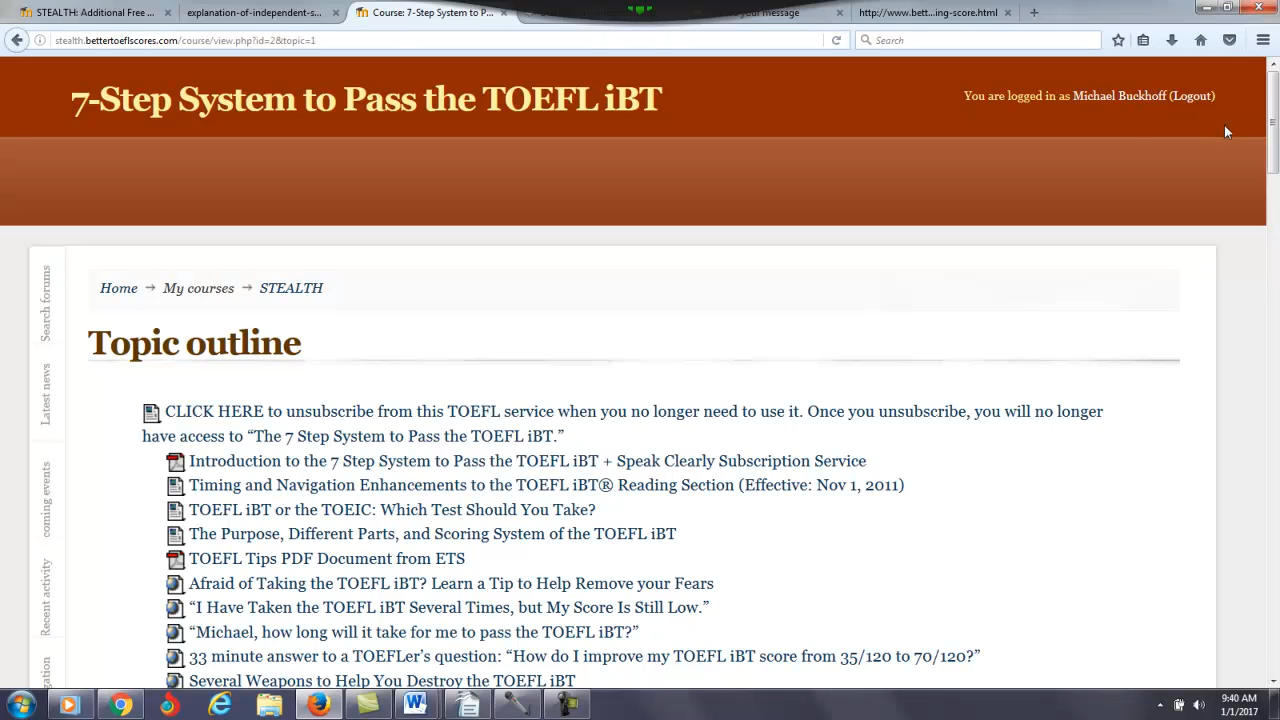 STEALTH: Additional Free ...
explanation-of-independent-s...
Course: 7-Step System to P...
your message
http://www.bett...ing-score.html
stealth.bettertoeflscores.com/course/view.php?id=2&topic=1
Search
7-Step System to Pass the TOEFL iBT
You are logged in as Michael Buckhoff (Logout)
Home → My courses → STEALTH
Search forums
Latest news
coming events
Recent activity
Topic outline
CLICK HERE to unsubscribe from this TOEFL service when you no longer need to use it. Once you unsubscribe, you will no longer
have access to “The 7 Step System to Pass the TOEFL iBT.”
Introduction to the 7 Step System to Pass the TOEFL iBT + Speak Clearly Subscription Service
Timing and Navigation Enhancements to the TOEFL iBT® Reading Section (Effective: Nov 1, 2011)
TOEFL iBT or the TOEIC: Which Test Should You Take?
The Purpose, Different Parts, and Scoring System of the TOEFL iBT
TOEFL Tips PDF Document from ETS
Afraid of Taking the TOEFL iBT? Learn a Tip to Help Remove your Fears
“I Have Taken the TOEFL iBT Several Times, but My Score Is Still Low.”
“Michael, how long will it take for me to pass the TOEFL iBT?”
33 minute answer to a TOEFLer’s question: “How do I improve my TOEFL iBT score from 35/120 to 70/120?”
Several Weapons to Help You Destroy the TOEFL iBT
9:40 AM
1/1/2017